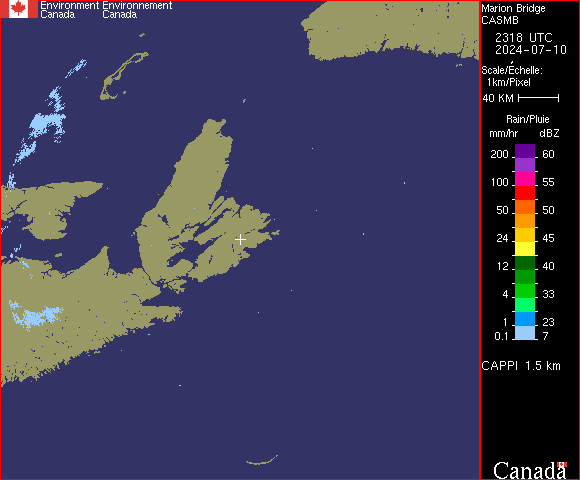 Environment Environnement
Canada Canada
Marion Bridge
CASMB
2318 UTC
2024-07-10
Scale/Échelle:
1km/Pixel
40 KM
Rain/Pluie
mm/hr dBZ
200 60
100 55
50 50
24 45
12 40
4 33
1 23
0.1 7
CAPPI 1.5 km
Canada